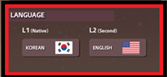 LANGUAGE
L1 (Native) L2 (Second)
KOREAN ENGLISH